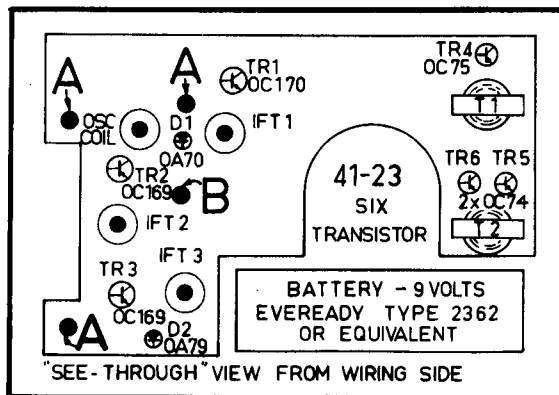 A
A
TR1
OC170
TR4
OC75
T1
OSC
COIL
D1
OA70
IFT 1
TR2
OC169
B
41-23
SIX
TRANSISTOR
TR6
TR5
2xOC74
T2
IFT 2
IFT 3
TR3
OC169
A
D2
OA79
BATTERY - 9 VOLTS
EVEREADY TYPE 2362
OR EQUIVALENT
"SEE-THROUGH" VIEW FROM WIRING SIDE